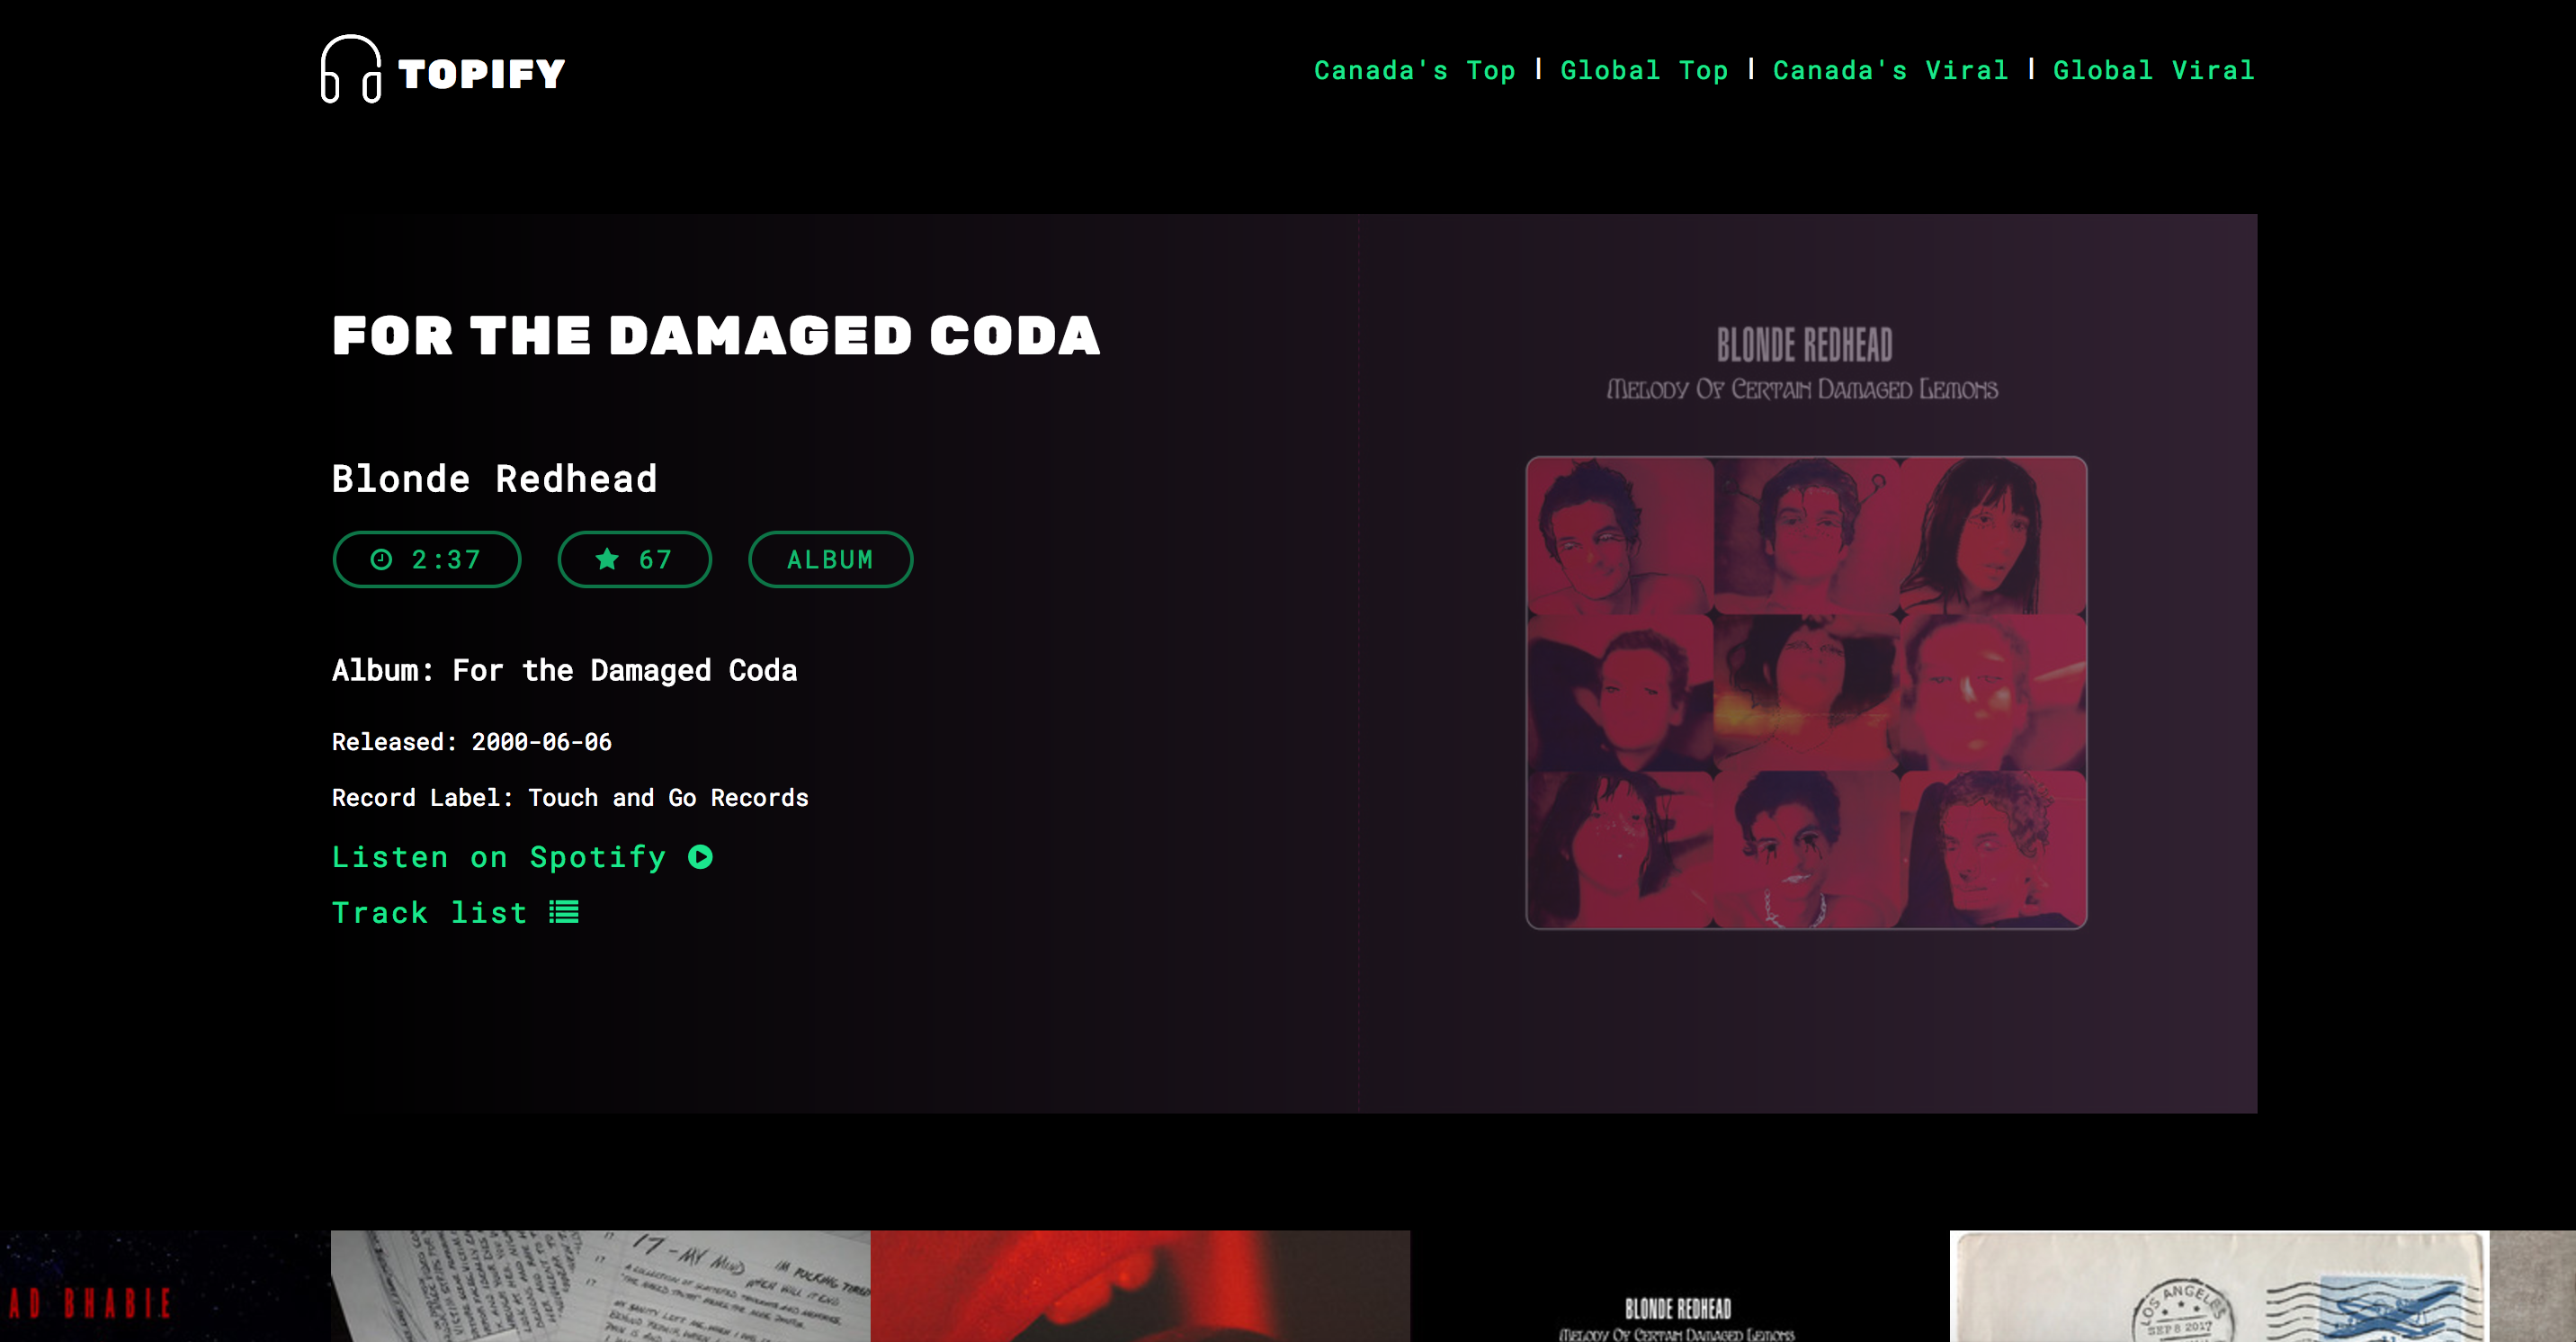 TOPIFY
Canada's Top | Global Top | Canada's Viral | Global Viral
FOR THE DAMAGED CODA
Blonde Redhead
2:37
67
ALBUM
Album: For the Damaged Coda
Released: 2000-06-06
Record Label: Touch and Go Records
Listen on Spotify
Track list
BLONDE REDHEAD
MELODY OF CERTAIN DAMAGED LEMONS
AD BHABIE
17-MY MIND
A COLLECTION OF
BLONDE REDHEAD
MELODY OF CERTAIN DAMAGED LEMONS
LOS ANGELES
SEP 8 2017